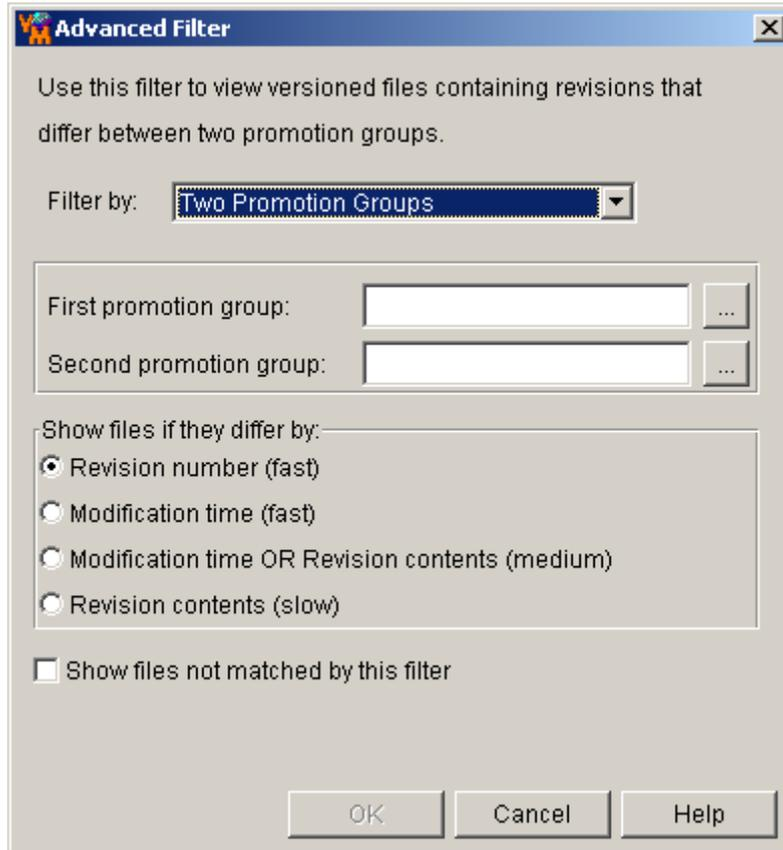 Advanced Filter
Use this filter to view versioned files containing revisions that
differ between two promotion groups.
Filter by: Two Promotion Groups
First promotion group: ...
Second promotion group: ...
Show files if they differ by:
Revision number (fast)
Modification time (fast)
Modification time OR Revision contents (medium)
Revision contents (slow)
Show files not matched by this filter
OK Cancel Help